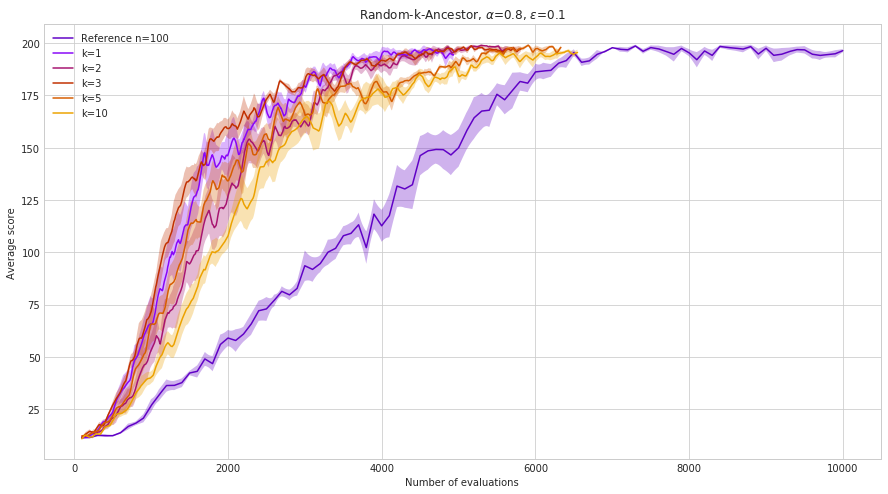 Random-k-Ancestor, α=0.8, ε=0.1
Reference n=100
k=1
k=2
k=3
k=5
k=10
200
175
150
125
100
75
50
25
Average score
0 2000 4000 6000 8000 10000
Number of evaluations